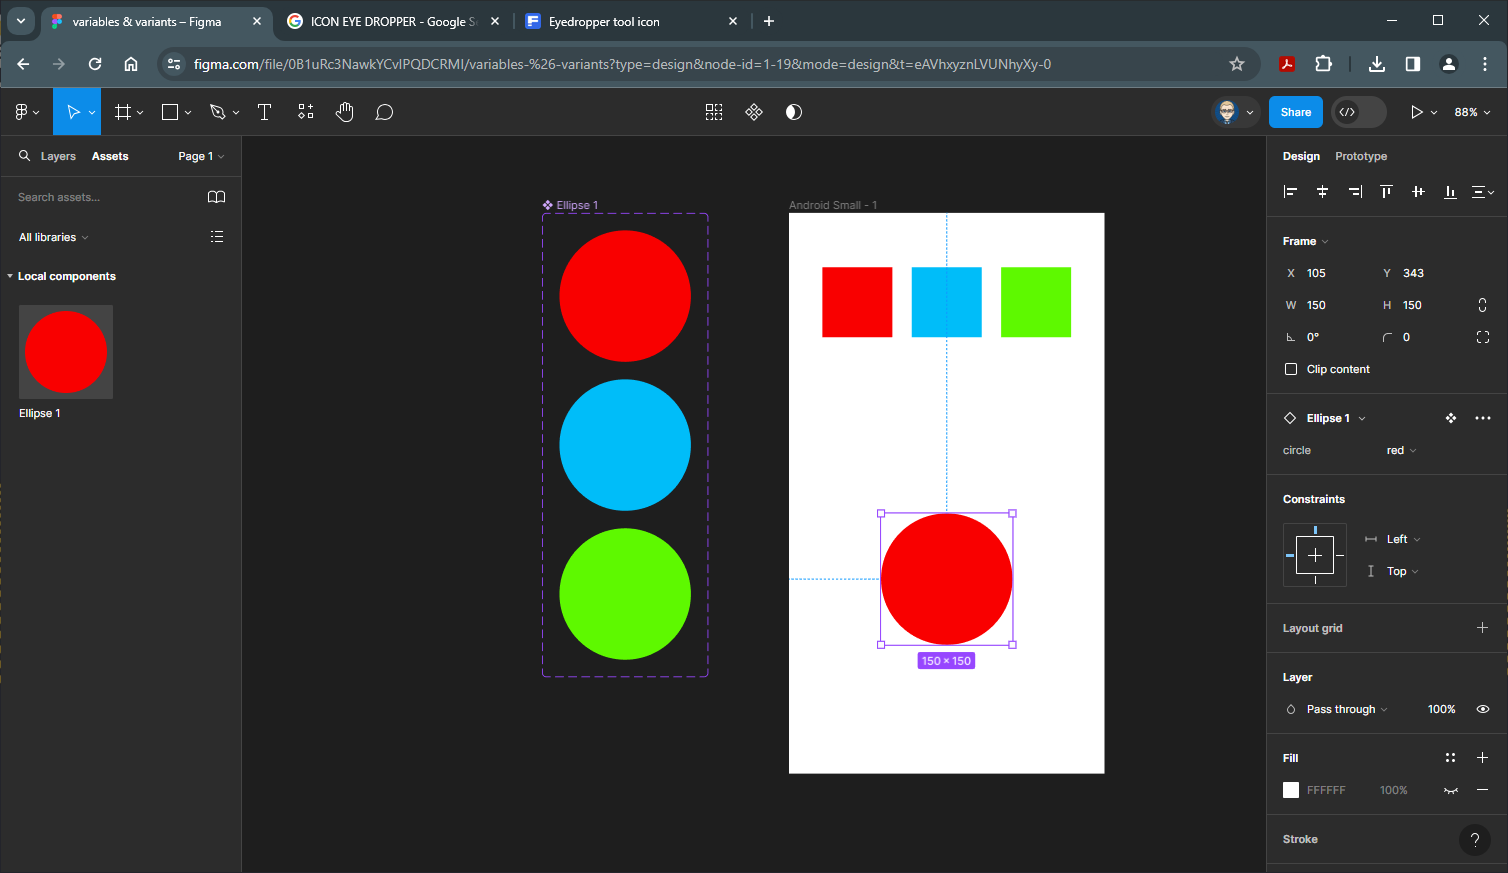 variables & variants – Figma
ICON EYE DROPPER - Google S
Eyedropper tool icon
figma.com/file/0B1uRc3NawkYCvIPQDCRMI/variables-%26-variants?type=design&node-id=1-19&mode=design&t=eAVhxyznLVUNhyXy-0
Share
88%
Layers
Assets
Page 1
Search assets...
All libraries
Local components
Ellipse 1
Ellipse 1
Android Small - 1
150 × 150
Design
Prototype
Frame
X 105
Y 343
W 150
H 150
0°
0
Clip content
Ellipse 1
circle
red
Constraints
Left
Top
Layout grid
Layer
Pass through
100%
Fill
FFFFFF
100%
Stroke
?